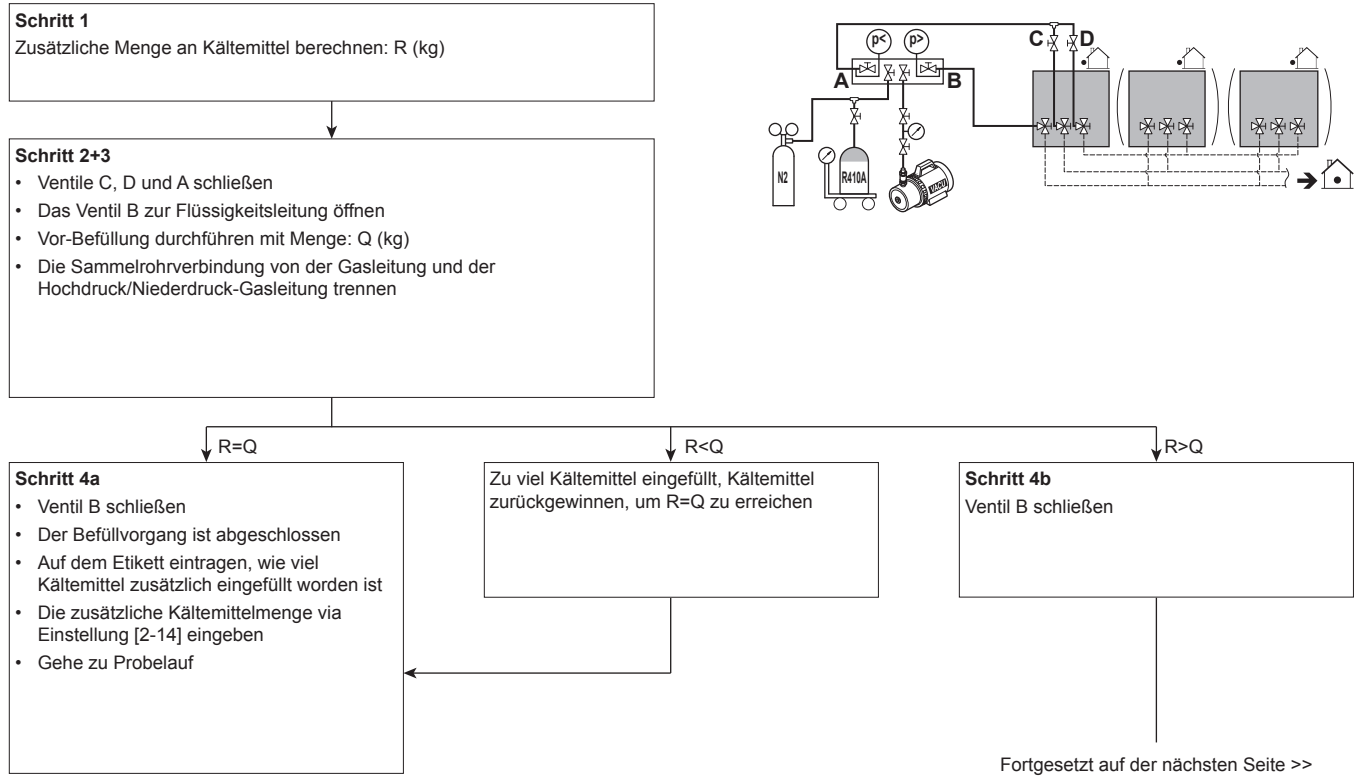 Schritt 1
Zusätzliche Menge an Kältemittel berechnen: R (kg)
p<
p>
C
D
A
B
N2
R410A
VACU
Schritt 2+3
• Ventile C, D und A schließen
• Das Ventil B zur Flüssigkeitsleitung öffnen
• Vor-Befüllung durchführen mit Menge: Q (kg)
• Die Sammelrohrverbindung von der Gasleitung und der
Hochdruck/Niederdruck-Gasleitung trennen
R=Q
R<Q
R>Q
Schritt 4a
• Ventil B schließen
• Der Befüllvorgang ist abgeschlossen
• Auf dem Etikett eintragen, wie viel
Kältemittel zusätzlich eingefüllt worden ist
• Die zusätzliche Kältemittelmenge via
Einstellung [2-14] eingeben
• Gehe zu Probelauf
Zu viel Kältemittel eingefüllt, Kältemittel
zurückgewinnen, um R=Q zu erreichen
Schritt 4b
Ventil B schließen
Fortgesetzt auf der nächsten Seite >>